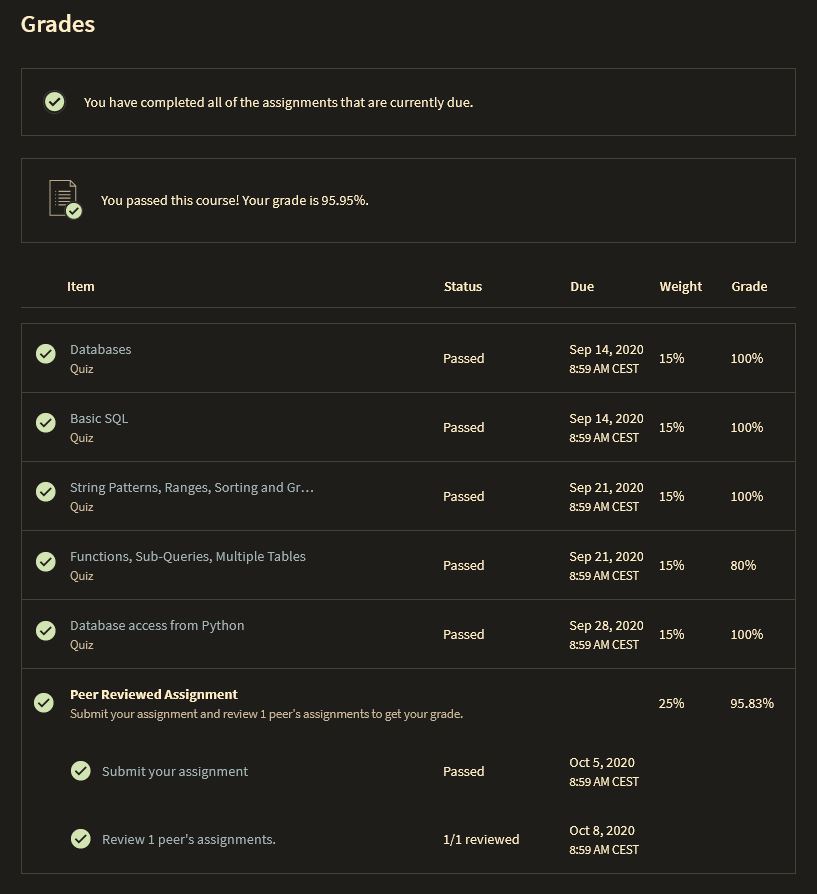 Grades
You have completed all of the assignments that are currently due.
You passed this course! Your grade is 95.95%.
Item Status Due Weight Grade
Databases
Quiz
Passed
Sep 14, 2020
8:59 AM CEST
15%
100%
Basic SQL
Quiz
Passed
Sep 14, 2020
8:59 AM CEST
15%
100%
String Patterns, Ranges, Sorting and Gr...
Quiz
Passed
Sep 21, 2020
8:59 AM CEST
15%
100%
Functions, Sub-Queries, Multiple Tables
Quiz
Passed
Sep 21, 2020
8:59 AM CEST
15%
80%
Database access from Python
Quiz
Passed
Sep 28, 2020
8:59 AM CEST
15%
100%
Peer Reviewed Assignment
Submit your assignment and review 1 peer's assignments to get your grade.
25%
95.83%
Submit your assignment
Passed
Oct 5, 2020
8:59 AM CEST
Review 1 peer's assignments.
1/1 reviewed
Oct 8, 2020
8:59 AM CEST